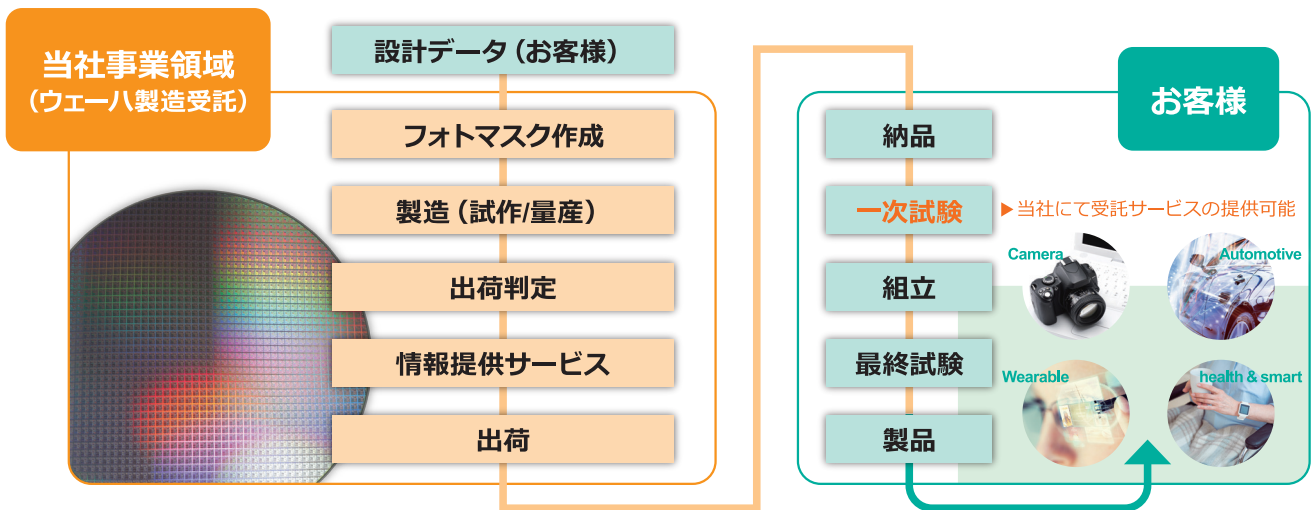 当社事業領域
（ウェーハ製造受託）
設計データ（お客様）
フォトマスク作成
製造（試作/量産）
出荷判定
情報提供サービス
出荷
お客様
納品
一次試験
▶当社にて受託サービスの提供可能
組立
最終試験
製品
Camera
Automotive
Wearable
health & smart